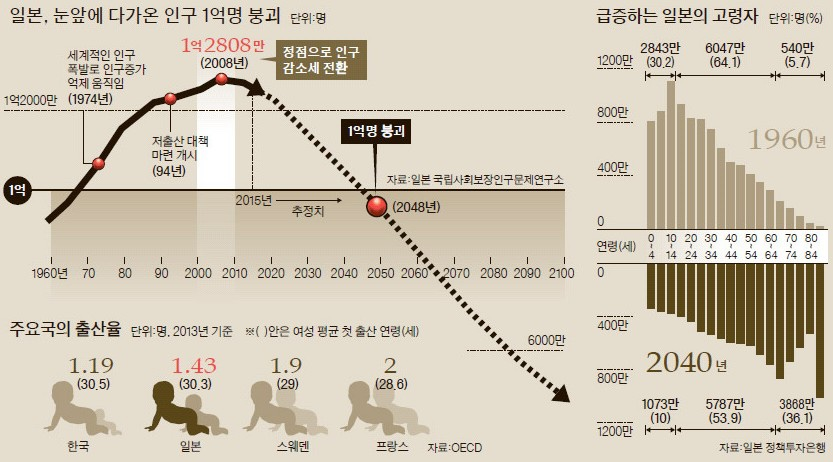 일본, 눈앞에 다가온 인구 1억명 붕괴 단위:명
1억2808만
(2008년)
정점으로 인구
감소세 전환
세계적인 인구
폭발로 인구증가
억제 움직임
(1974년)
1억2000만
저출산 대책
마련 개시
(94년)
1억명 붕괴
자료:일본 국립사회보장인구문제연구소
1억
2015년
추정치
(2048년)
1960년 70 80 90 2000 2010 2020 2030 2040 2050 2060 2070 2080 2090 2100
6000만
주요국의 출산율 단위:명, 2013년 기준 ※( )안은 여성 평균 첫 출산 연령(세)
1.19 1.43 1.9 2
(30.5) (30.3) (29) (28.6)
한국 일본 스웨덴 프랑스 자료:OECD
급증하는 일본의 고령자 단위:명(%)
2843만 6047만 540만
(30.2) (64.1) (5.7)
1200만
800만
1960년
400만
0
연령(세)
0~4 10~14 20~24 30~34 40~44 50~54 60~64 70~74 80~84
0
400만
2040년
800만
1073만 5787만 3868만
(10) (53.9) (36.1)
1200만
자료:일본 정책투자은행